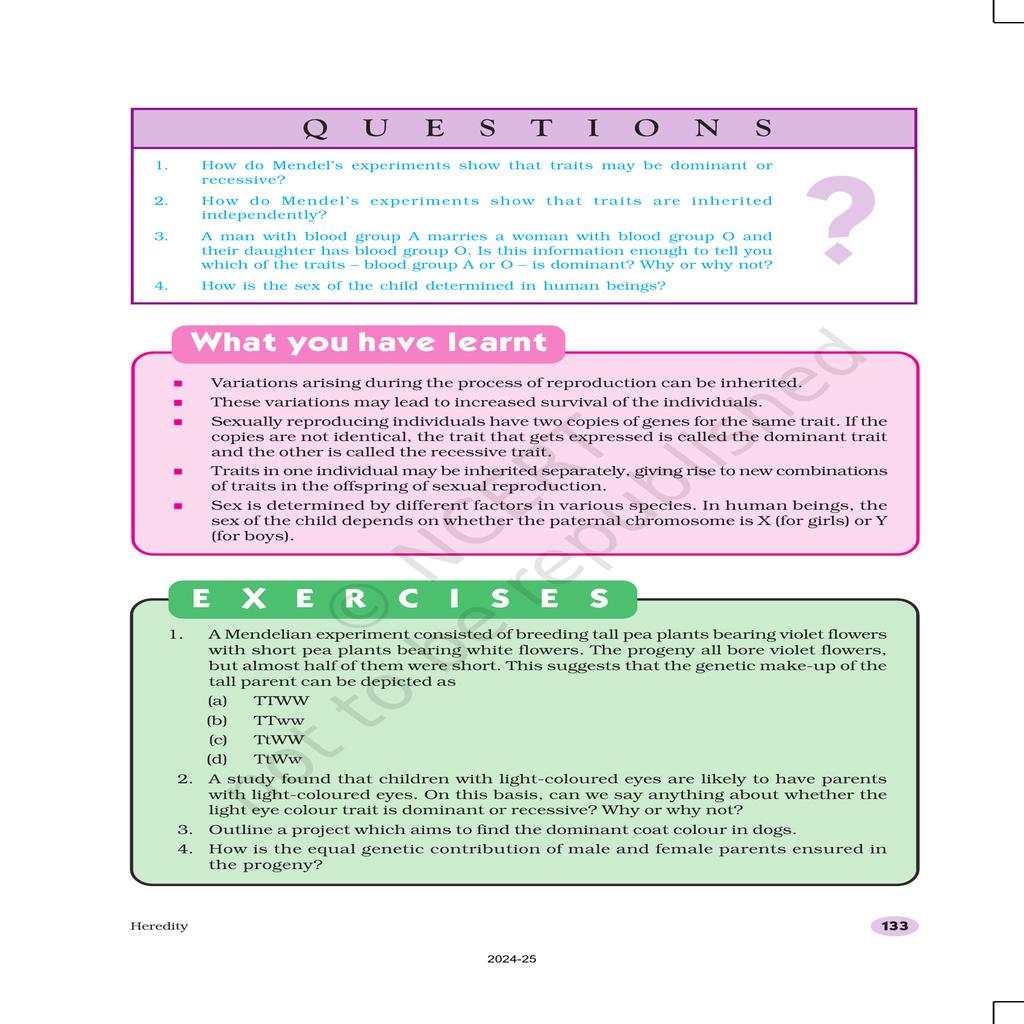 QUESTIONS
1. How do Mendel's experiments show that traits may be dominant or
recessive?
2. How do Mendel's experiments show that traits are inherited
independently?
3. A man with blood group A marries a woman with blood group O and
their daughter has blood group O. Is this information enough to tell you
which of the traits – blood group A or O – is dominant? Why or why not?
4. How is the sex of the child determined in human beings?
?
What you have learnt
Variations arising during the process of reproduction can be inherited.
These variations may lead to increased survival of the individuals.
Sexually reproducing individuals have two copies of genes for the same trait. If the
copies are not identical, the trait that gets expressed is called the dominant trait
and the other is called the recessive trait.
Traits in one individual may be inherited separately, giving rise to new combinations
of traits in the offspring of sexual reproduction.
Sex is determined by different factors in various species. In human beings, the
sex of the child depends on whether the paternal chromosome is X (for girls) or Y
(for boys).
EXERCISES
1. A Mendelian experiment consisted of breeding tall pea plants bearing violet flowers
with short pea plants bearing white flowers. The progeny all bore violet flowers,
but almost half of them were short. This suggests that the genetic make-up of the
tall parent can be depicted as
(a) TTWW
(b) TTww
(c) TtWW
(d) TtWw
2. A study found that children with light-coloured eyes are likely to have parents
with light-coloured eyes. On this basis, can we say anything about whether the
light eye colour trait is dominant or recessive? Why or why not?
3. Outline a project which aims to find the dominant coat colour in dogs.
4. How is the equal genetic contribution of male and female parents ensured in
the progeny?
© NCERT
not to be republished
Heredity
133
2024-25